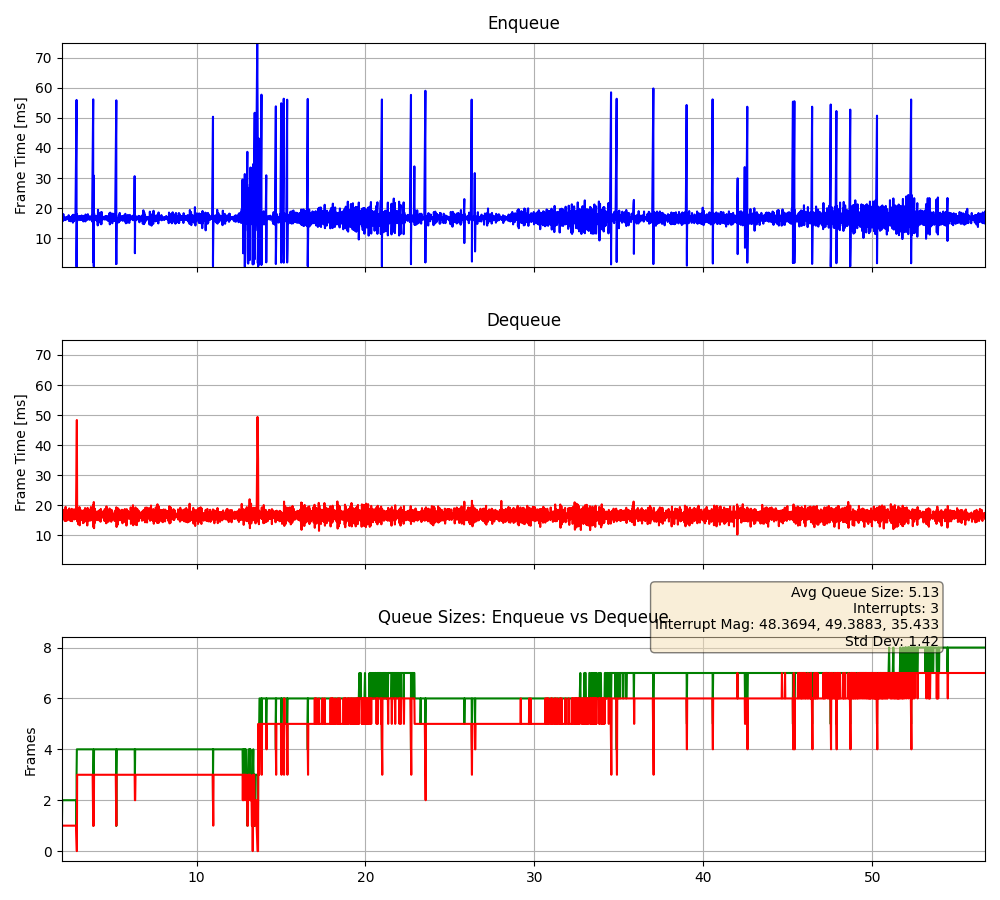 Enqueue
70
60
50
40
30
20
10
Frame Time [ms]
Dequeue
70
60
50
40
30
20
10
Frame Time [ms]
Avg Queue Size: 5.13
Interrupts: 3
Interrupt Mag: 48.3694, 49.3883, 35.433
Std Dev: 1.42
Queue Sizes: Enqueue vs Dequeue
8
6
4
2
0
Frames
10 20 30 40 50